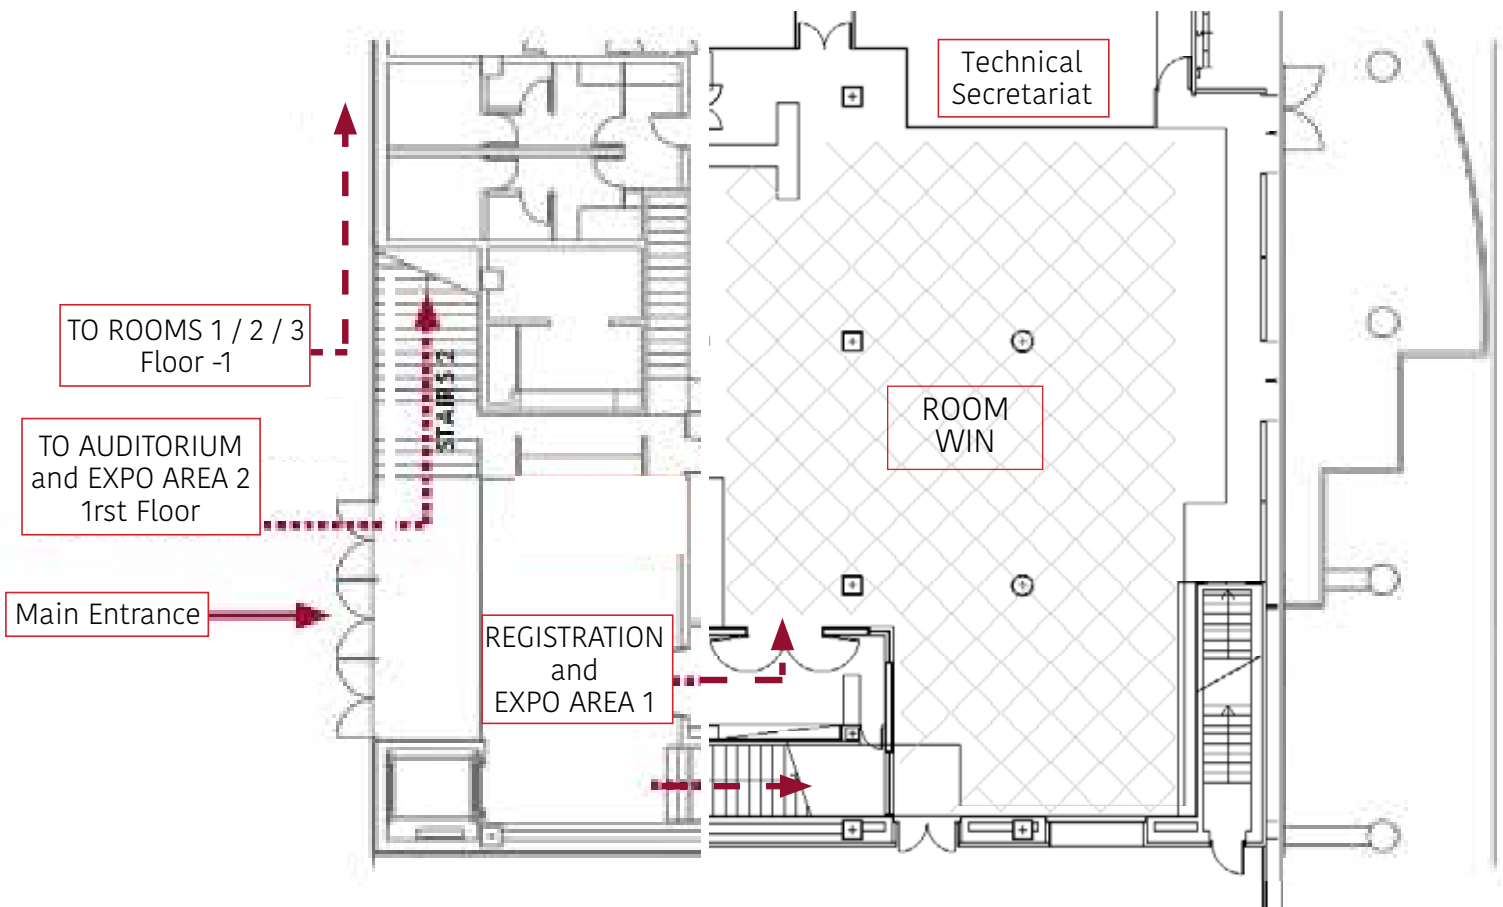 Technical
Secretariat
TO ROOMS 1 / 2 / 3
Floor -1
STAIRS 2
ROOM
WIN
TO AUDITORIUM
and EXPO AREA 2
1rst Floor
Main Entrance
REGISTRATION
and
EXPO AREA 1